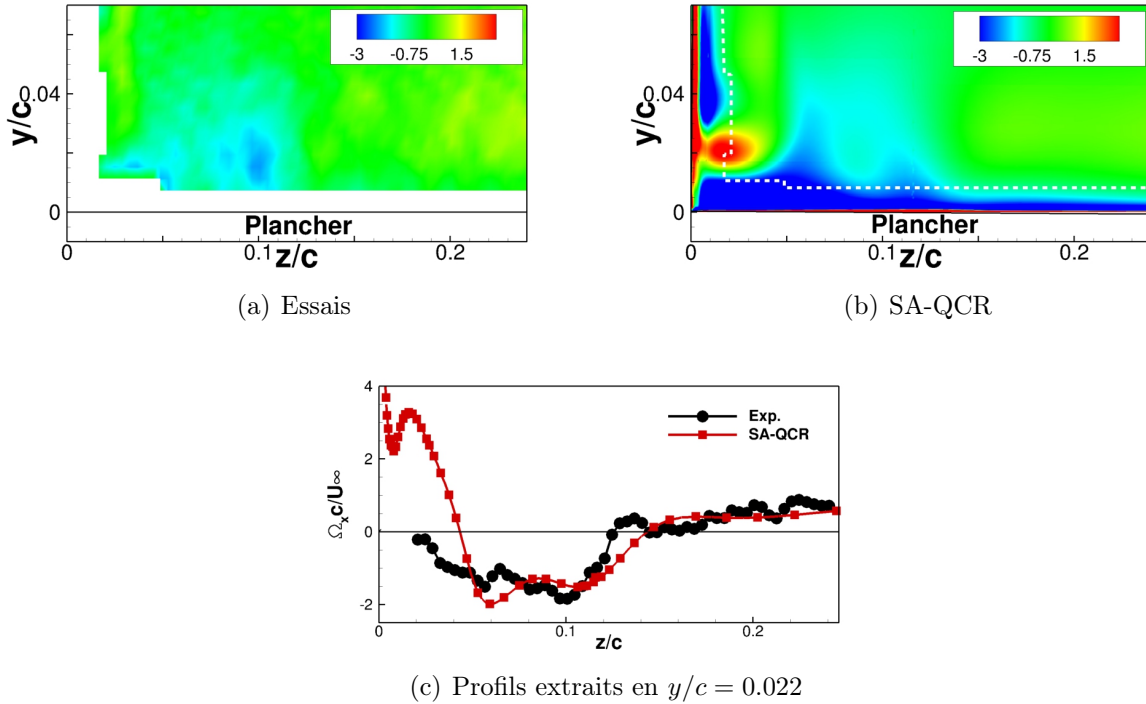 -3 -0.75 1.5
y/c
0.04
0
Plancher
0 0.1 0.2
z/c
(a) Essais
-3 -0.75 1.5
y/c
0.04
0
Plancher
0 0.1 0.2
z/c
(b) SA-QCR
4
2
0
-2
Ωxc/U∞
Exp.
SA-QCR
0 0.1 0.2
z/c
(c) Profils extraits en y/c = 0.022